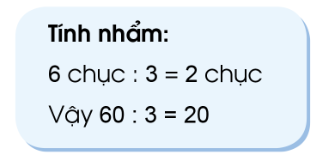 Tính nhẩm:
6 chục : 3 = 2 chục
Vậy 60 : 3 = 20